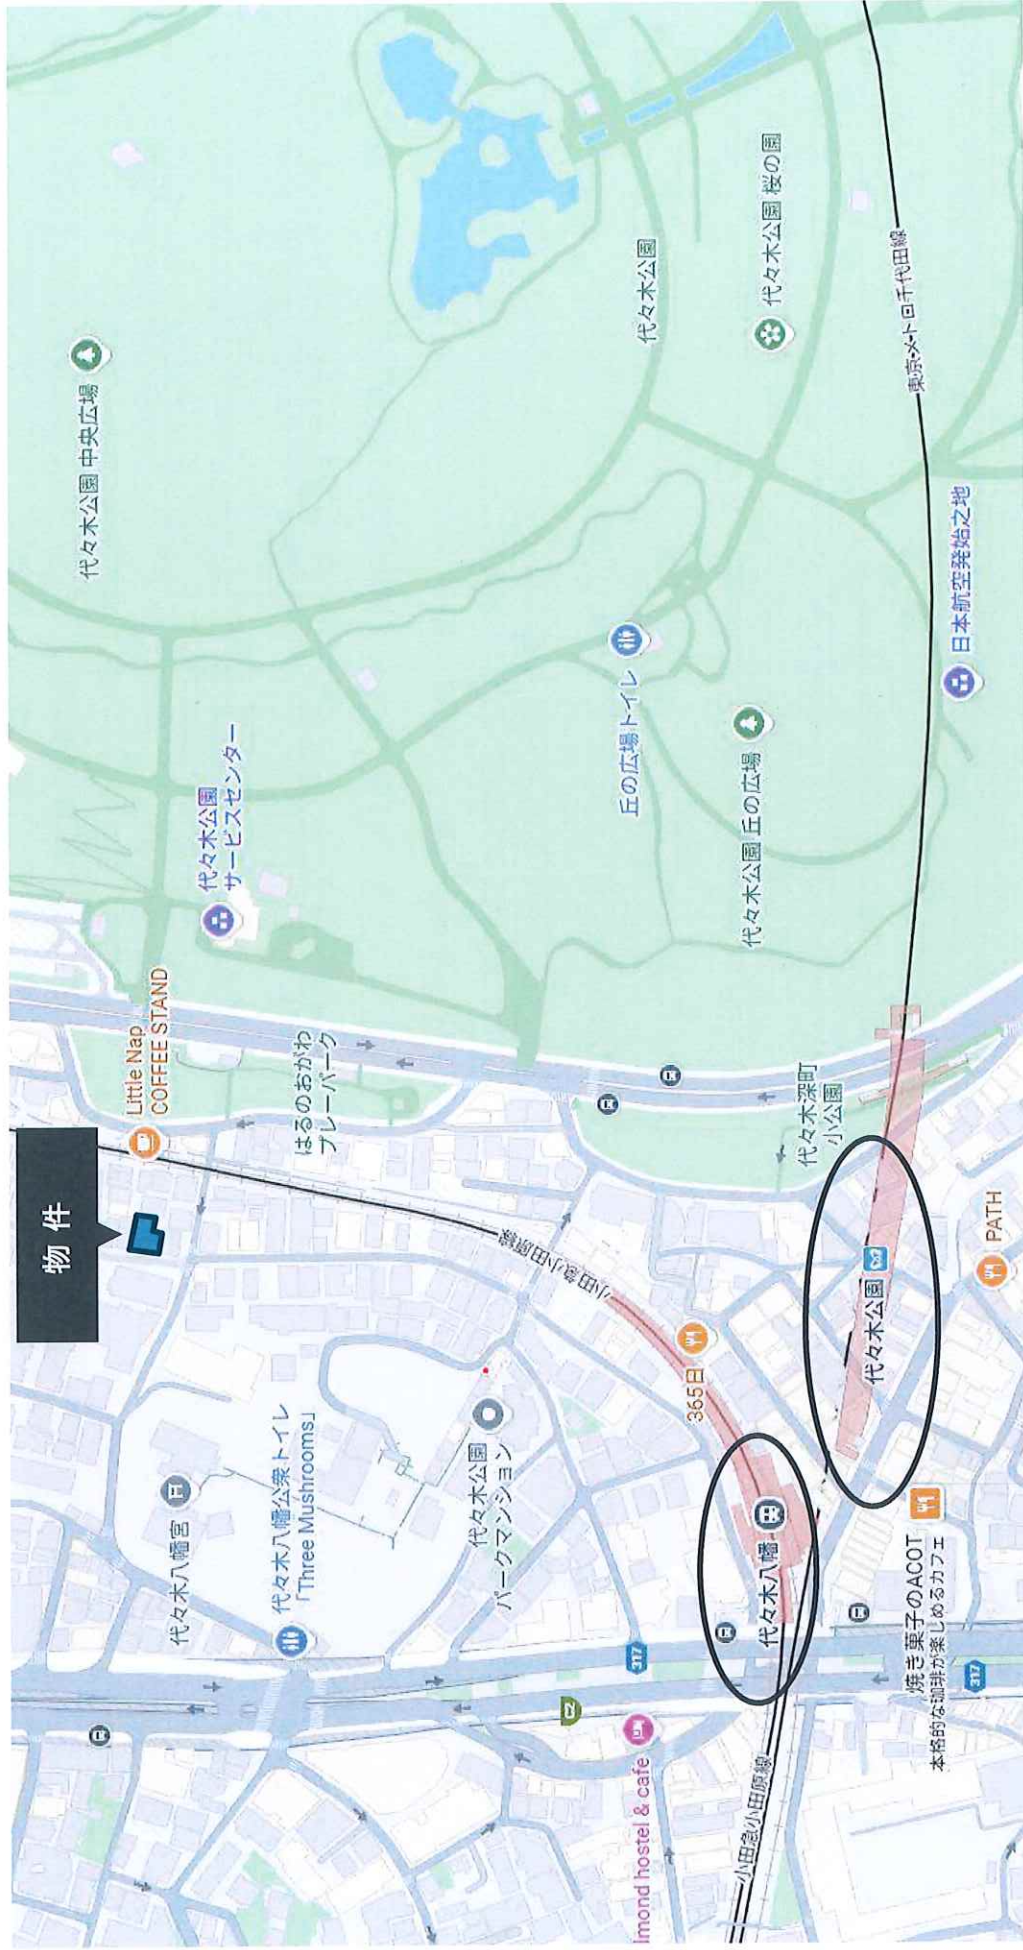 物件
代々木公園 中央広場
Little Nap
COFFEE STAND
代々木八幡宮
代々木公園
サービスセンター
代々木八幡公衆トイレ
「Three Mushrooms」
はるのおがわ
プレーパーク
代々木公園
パークマンション
小田急小田原線
C2
丘の広場トイレ
317
lmond hostel & cafe
代々木公園
365日
代々木公園 丘の広場
小田急小田原線
代々木八幡
代々木公園 桜の園
代々木深町
小公園
代々木公園
東京メトロ千代田線
焼き菓子のACOT
本格的な珈琲が楽しめるカフェ
日本航空発始之地
317
PATH